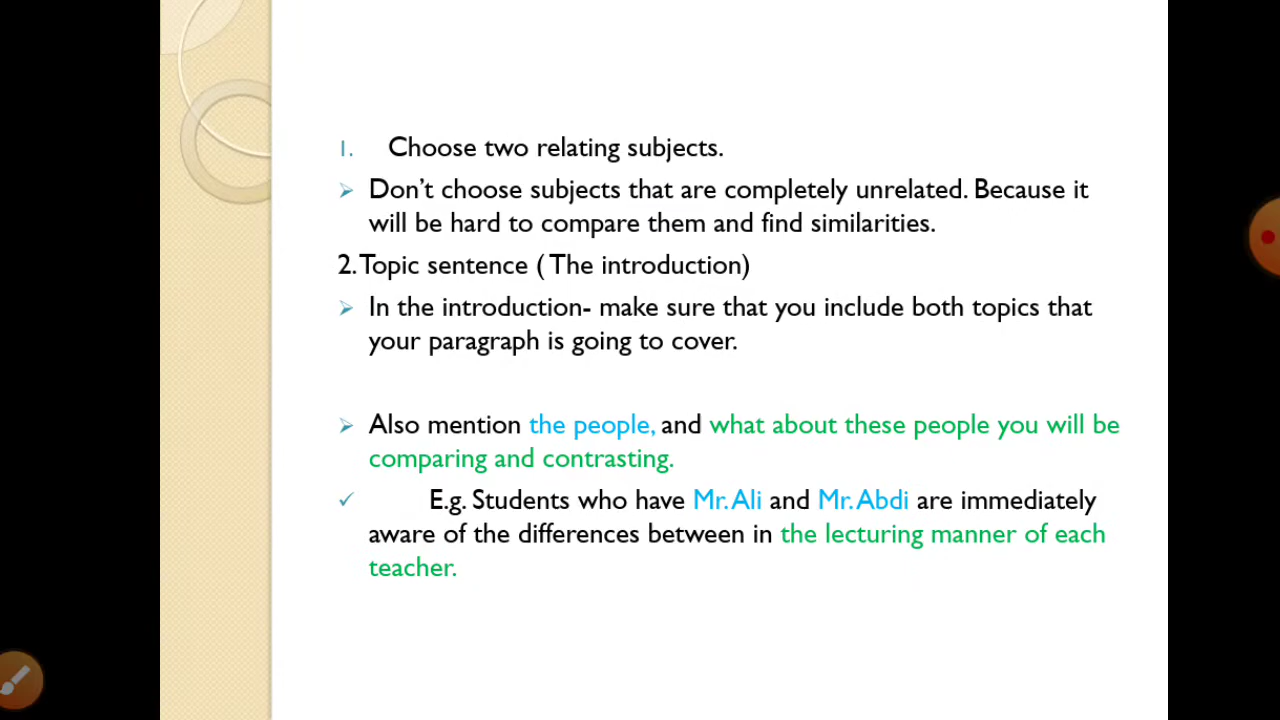 1. Choose two relating subjects.
Don't choose subjects that are completely unrelated. Because it
will be hard to compare them and find similarities.
2. Topic sentence ( The introduction)
In the introduction- make sure that you include both topics that
your paragraph is going to cover.
Also mention the people, and what about these people you will be
comparing and contrasting.
E.g. Students who have Mr. Ali and Mr. Abdi are immediately
aware of the differences between in the lecturing manner of each
teacher.